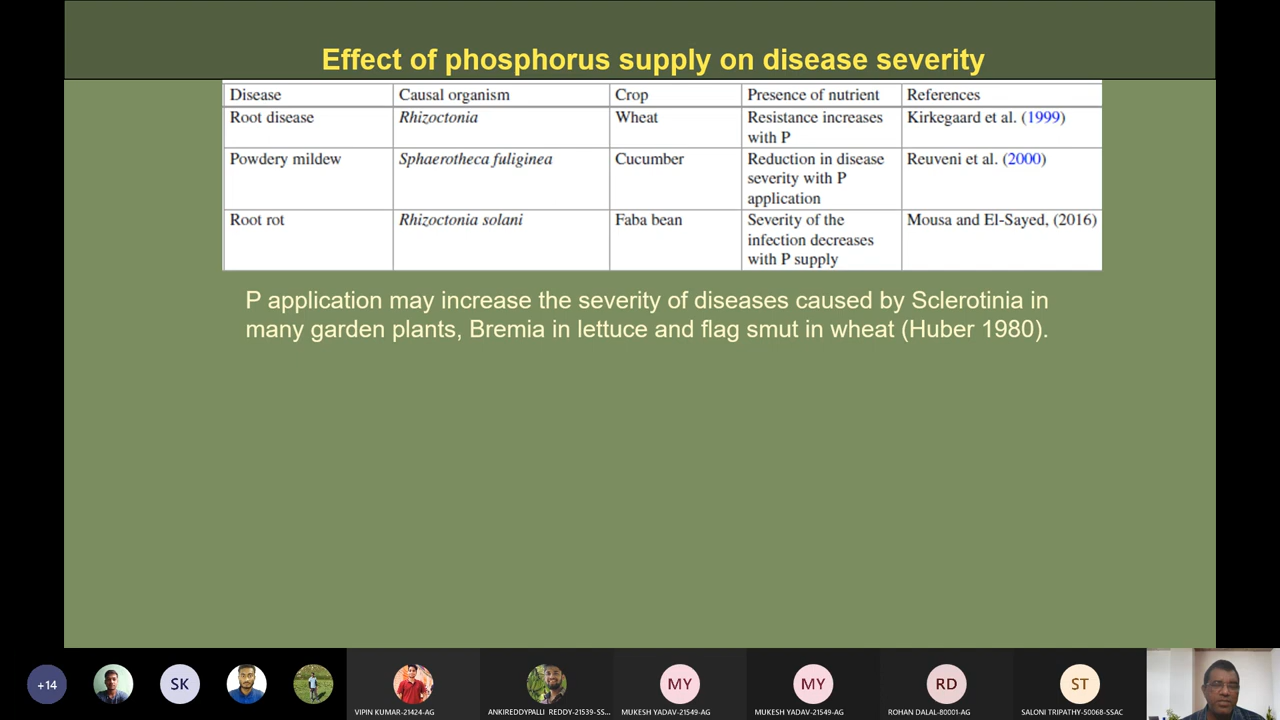 Effect of phosphorus supply on disease severity
Disease Causal organism Crop Presence of nutrient References
Root disease Rhizoctonia Wheat Resistance increases with P Kirkegaard et al. (1999)
Powdery mildew Sphaerotheca fuliginea Cucumber Reduction in disease severity with P application Reuveni et al. (2000)
Root rot Rhizoctonia solani Faba bean Severity of the infection decreases with P supply Mousa and El-Sayed, (2016)
P application may increase the severity of diseases caused by Sclerotinia in
many garden plants, Bremia in lettuce and flag smut in wheat (Huber 1980).
+14 SK MY MY RD ST
VIPIN KUMAR-21424-AG ANKIREDDYPALLI REDDY-21539-SS... MUKESH YADAV-21549-AG MUKESH YADAV-21549-AG ROHAN DALAL-80001-AG SALONI TRIPATHY-50068-SSAC